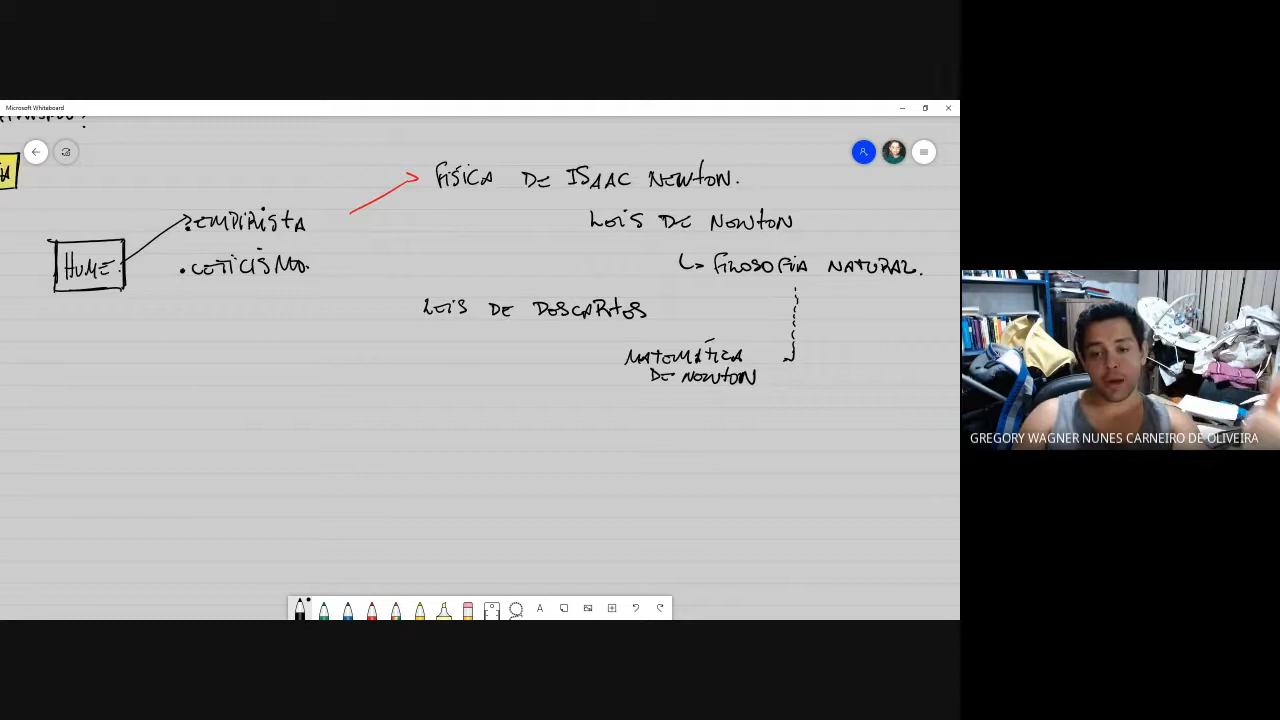 Microsoft Whiteboard
FÍSICA DE ISAAC NEWTON.
EMPIRISTA
LEIS DE NEWTON
HUME
• CETICISMO.
↳ FILOSOFIA NATURAL.
LEIS DE DESCARTES
MATEMÁTICA
DE NEWTON
A
GREGORY WAGNER NUNES CARNEIRO DE OLIVEIRA